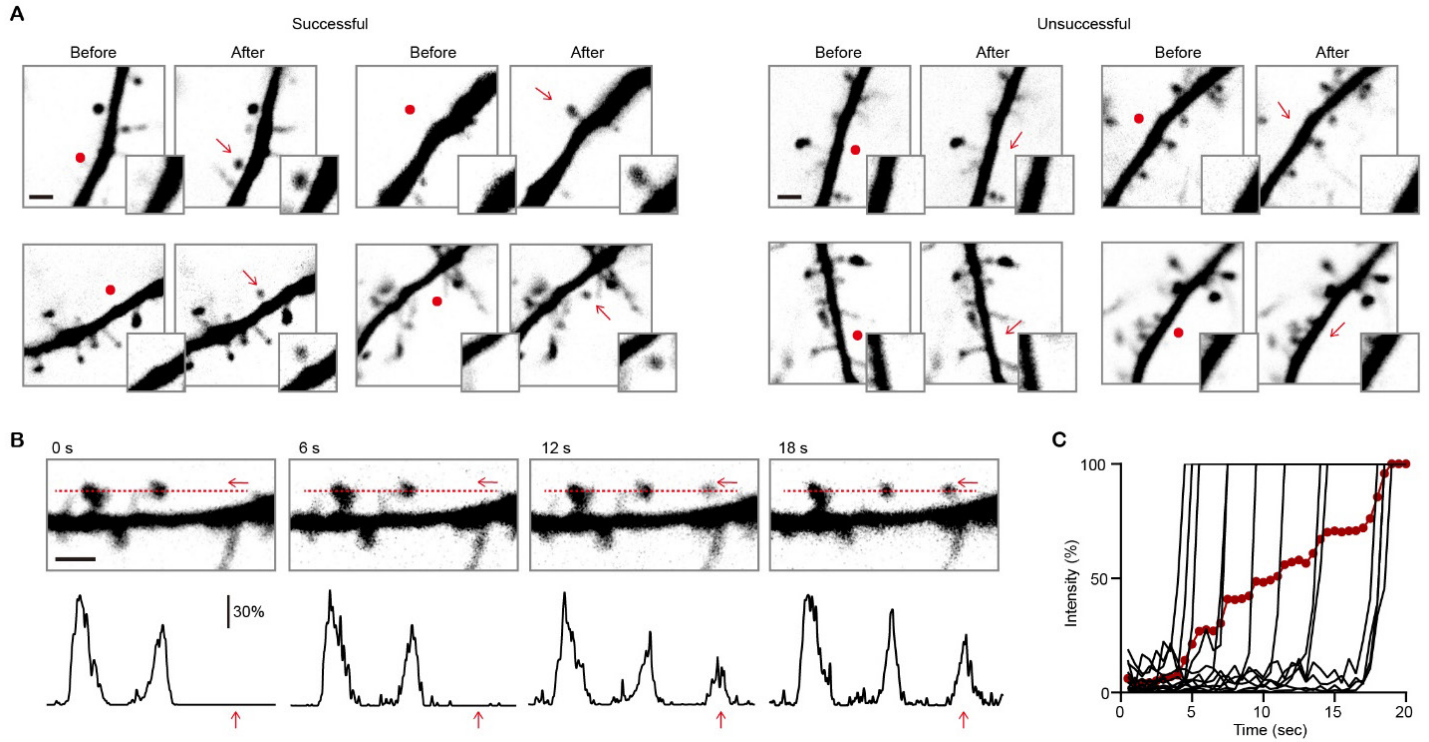 A
Successful
Unsuccessful
Before After Before After Before After Before After
B
0 s 6 s 12 s 18 s
30%
C
100
50
0
Intensity (%)
0 5 10 15 20
Time (sec)